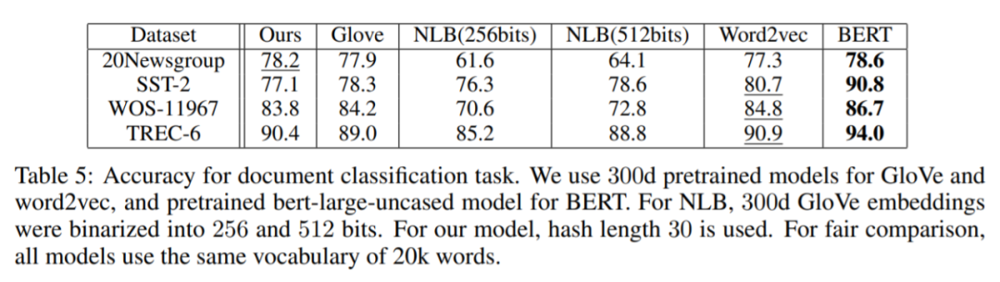 Dataset Ours Glove NLB(256bits) NLB(512bits) Word2vec BERT
20Newsgroup 78.2 77.9 61.6 64.1 77.3 78.6
SST-2 77.1 78.3 76.3 78.6 80.7 90.8
WOS-11967 83.8 84.2 70.6 72.8 84.8 86.7
TREC-6 90.4 89.0 85.2 88.8 90.9 94.0
Table 5: Accuracy for document classification task. We use 300d pretrained models for GloVe and
word2vec, and pretrained bert-large-uncased model for BERT. For NLB, 300d GloVe embeddings
were binarized into 256 and 512 bits. For our model, hash length 30 is used. For fair comparison,
all models use the same vocabulary of 20k words.